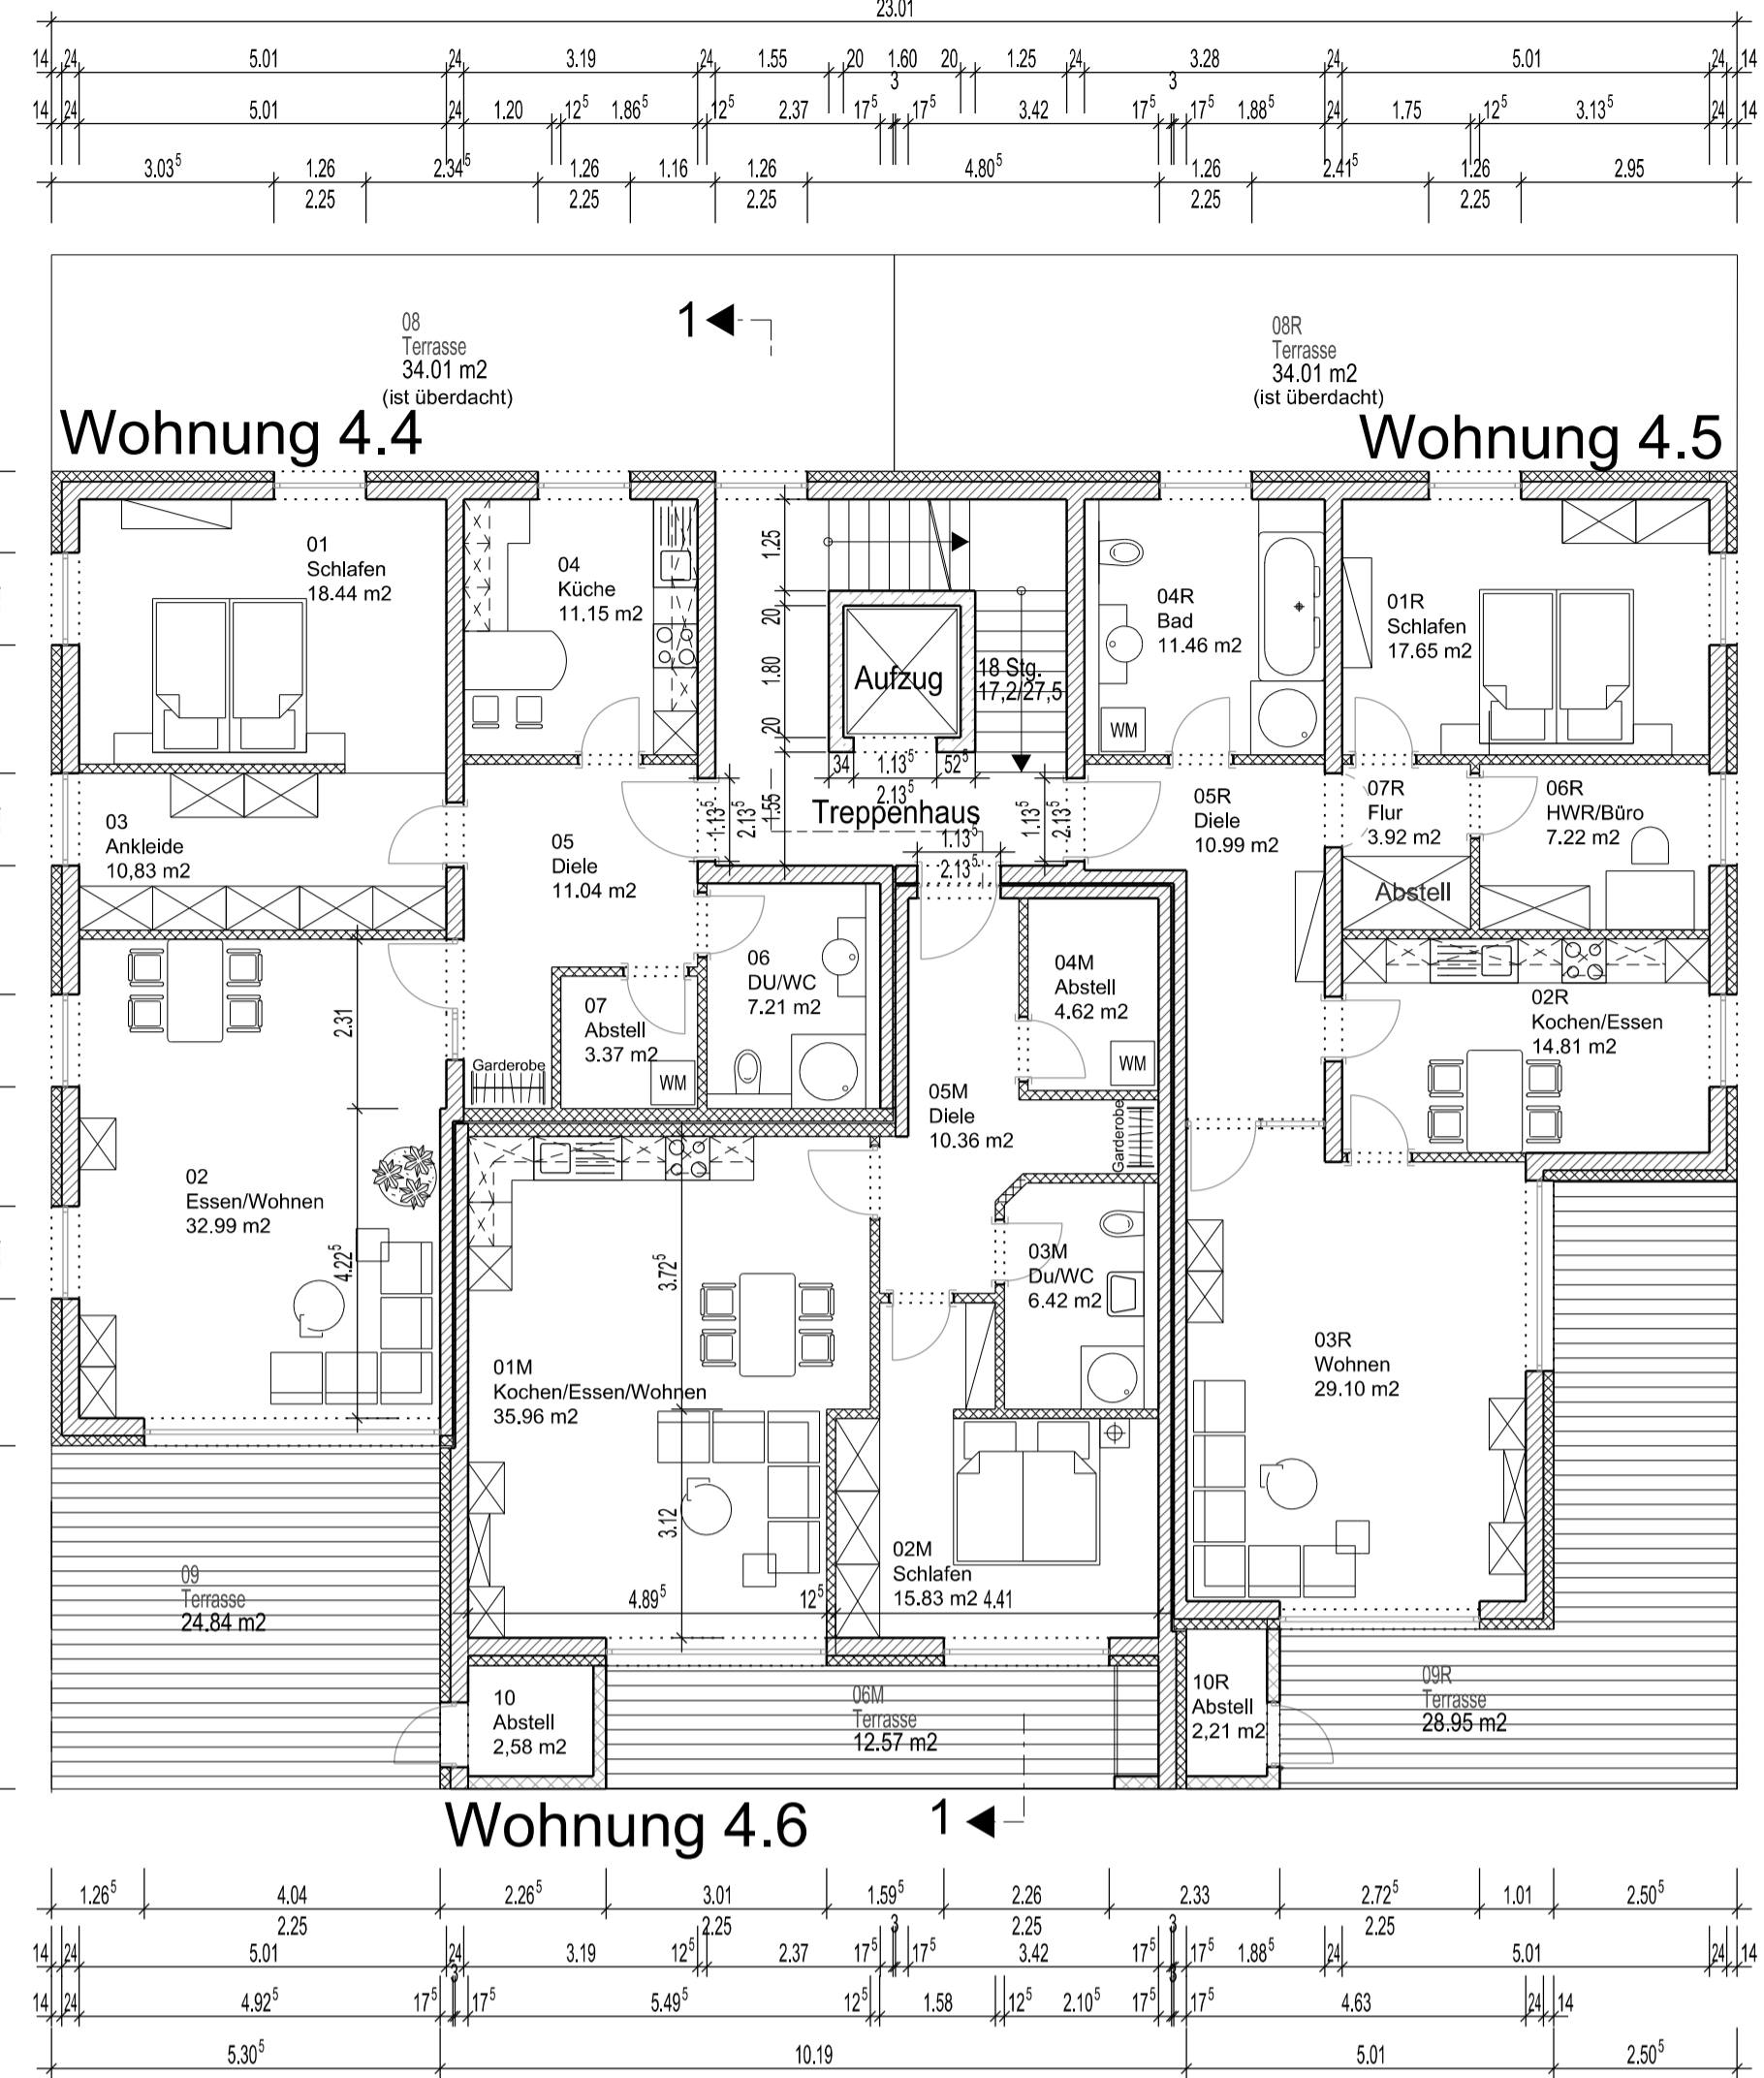 23.01
14 24 5.01 24 3.19 24 1.55 20 1.60 20 1.25 24 3.28 24 5.01 24 14
3 3
14 24 5.01 24 1.20 12⁵ 1.86⁵ 12⁵ 2.37 17⁵ 17⁵ 3.42 17⁵ 17⁵ 1.88⁵ 24 1.75 12⁵ 3.13⁵ 24 14
3.03⁵ 1.26 2.34⁵ 1.26 1.16 1.26 4.80⁵ 1.26 2.41⁵ 1.26 2.95
2.25 2.25 2.25 2.25 2.25
1
08
Terrasse
34.01 m2
(ist überdacht)
08R
Terrasse
34.01 m2
(ist überdacht)
Wohnung 4.4
Wohnung 4.5
01
Schlafen
18.44 m2
04
Küche
11.15 m2
1.25
20
1.80
20
1.55
Aufzug
18 Stg.
17,2/27,5
34 1.13⁵ 52⁵
2.13⁵
Treppenhaus
1.13⁵
2.13⁵
1.13⁵
2.13⁵
1.13⁵
2.13⁵
04R
Bad
11.46 m2
WM
01R
Schlafen
17.65 m2
03
Ankleide
10,83 m2
05
Diele
11.04 m2
05R
Diele
10.99 m2
07R
Flur
3.92 m2
Abstell
06R
HWR/Büro
7.22 m2
2.31
06
DU/WC
7.21 m2
07
Abstell
3.37 m2
WM
Garderobe
04M
Abstell
4.62 m2
WM
05M
Diele
10.36 m2
Garderobe
02R
Kochen/Essen
14.81 m2
02
Essen/Wohnen
32.99 m2
4.22⁵
3.72⁵
03M
Du/WC
6.42 m2
01M
Kochen/Essen/Wohnen
35.96 m2
03R
Wohnen
29.10 m2
3.12
02M
Schlafen
15.83 m2 4.41
4.89⁵ 12⁵
09
Terrasse
24.84 m2
10
Abstell
2,58 m2
06M
Terrasse
12.57 m2
10R
Abstell
2,21 m2
09R
Terrasse
28.95 m2
Wohnung 4.6
1
1.26⁵ 4.04 2.26⁵ 3.01 1.59⁵ 2.26 2.33 2.72⁵ 1.01 2.50⁵
2.25 2.25 3 2.25 3 2.25
14 24 5.01 24 3.19 12⁵ 2.37 17⁵ 17⁵ 3.42 17⁵ 17⁵ 1.88⁵ 24 5.01 24 14
3 3
14 24 4.92⁵ 17⁵ 17⁵ 5.49⁵ 12⁵ 1.58 12⁵ 2.10⁵ 17⁵ 17⁵ 4.63 24 14
5.30⁵ 10.19 5.01 2.50⁵